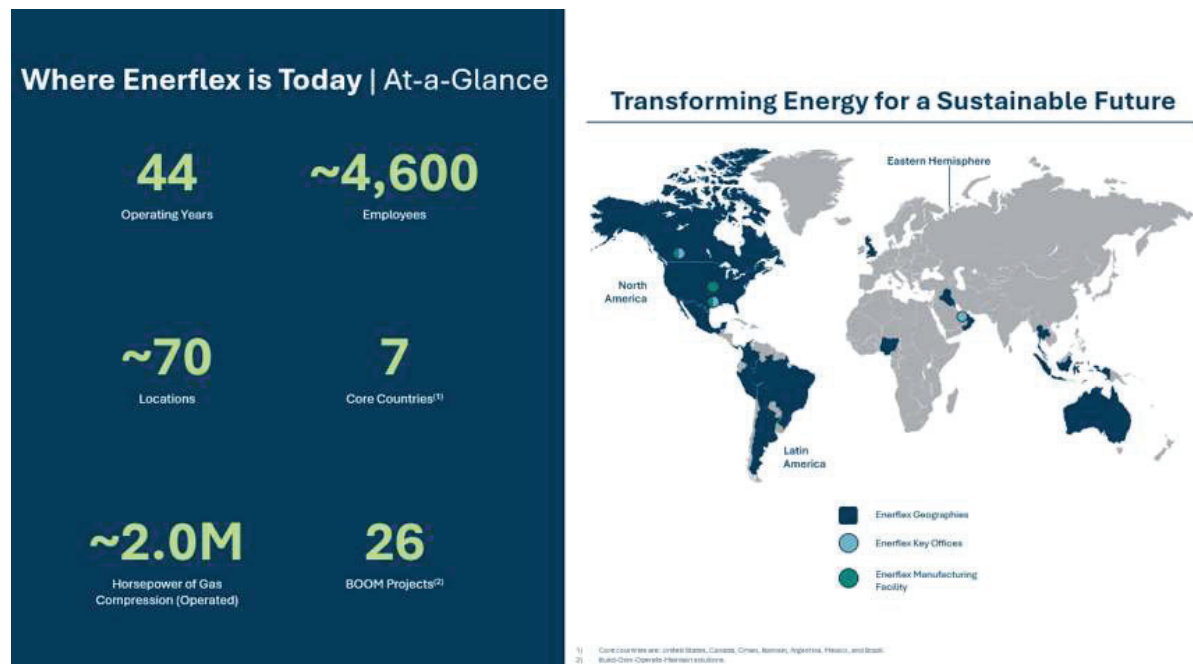 Where Enerflex is Today | At-a-Glance
44
Operating Years
~4,600
Employees
~70
Locations
7
Core Countries(1)
~2.0M
Horsepower of Gas
Compression (Operated)
26
BOOM Projects(2)
Transforming Energy for a Sustainable Future
Eastern Hemisphere
North
America
Latin
America
Enerflex Geographies
Enerflex Key Offices
Enerflex Manufacturing
Facility
1) Core countries are: United States, Canada, Oman, Bahrain, Argentina, Mexico, and Brazil.
2) Build-Own-Operate-Maintain solutions.